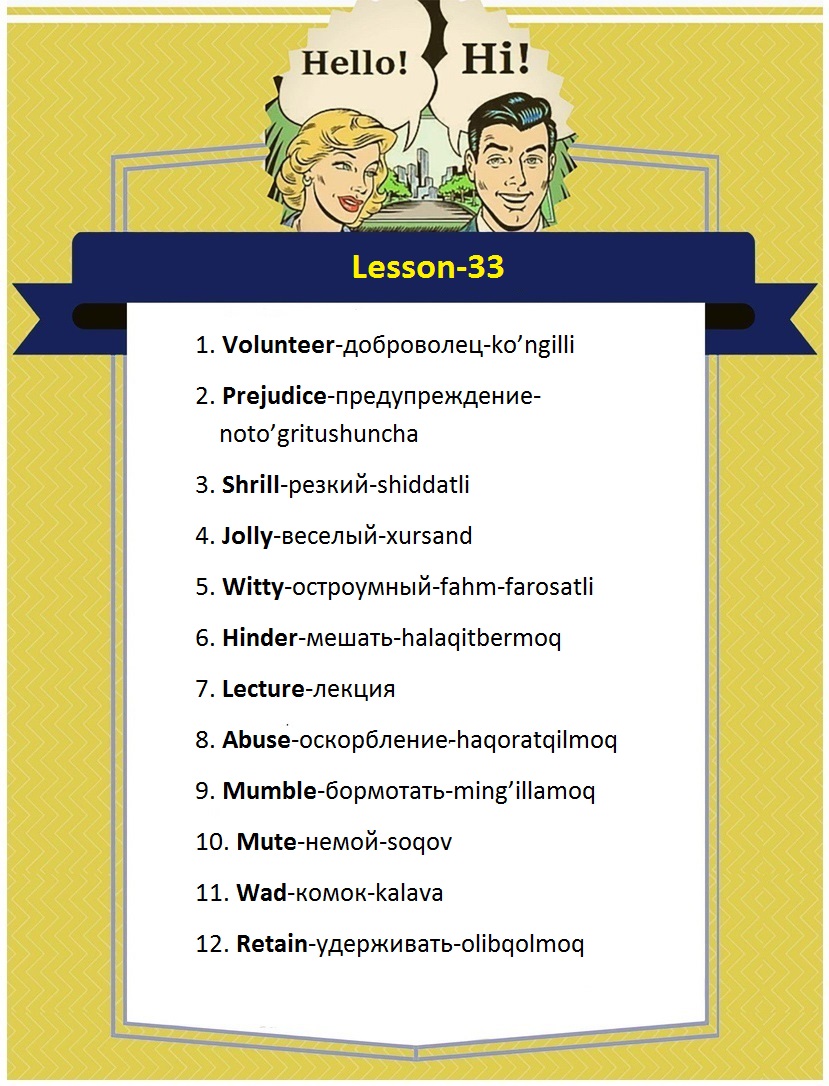 Hello!
Hi!
Lesson-33
1. Volunteer-доброволец-ko’ngilli
2. Prejudice-предупреждение-
noto’gritushuncha
3. Shrill-резкий-shiddatli
4. Jolly-веселый-xursand
5. Witty-остроумный-fahm-farosatli
6. Hinder-мешать-halaqitbermoq
7. Lecture-лекция
8. Abuse-оскорбление-haqoratqilmoq
9. Mumble-бормотать-ming’illamoq
10. Mute-немой-soqov
11. Wad-комок-kalava
12. Retain-удерживать-olibqolmoq